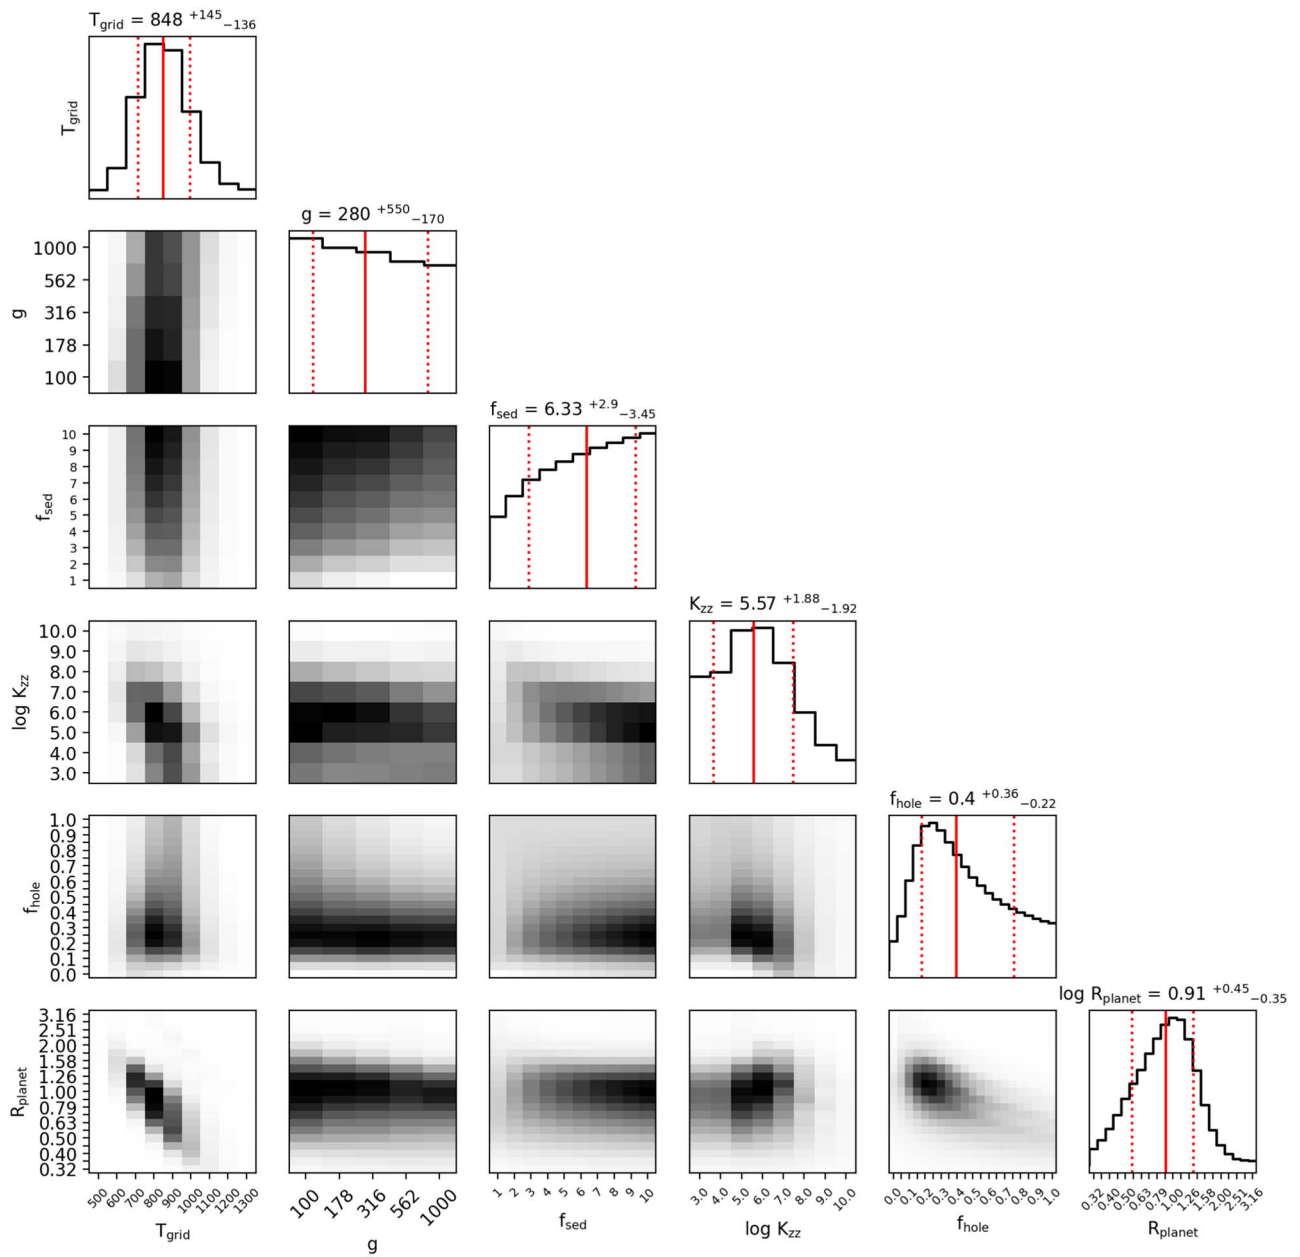 T_grid = 848 +145 −136
T_grid
g = 280 +550 −170
g
1000
562
316
178
100
f_sed = 6.33 +2.9 −3.45
f_sed
10
9
8
7
6
5
4
3
2
1
K_zz = 5.57 +1.88 −1.92
log K_zz
10.0
9.0
8.0
7.0
6.0
5.0
4.0
3.0
f_hole = 0.4 +0.36 −0.22
f_hole
1.0
0.9
0.8
0.7
0.6
0.5
0.4
0.3
0.2
0.1
0.0
log R_planet = 0.91 +0.45 −0.35
R_planet
3.16
2.51
2.00
1.58
1.26
1.00
0.79
0.63
0.50
0.40
0.32
500 600 700 800 900 1000 1100 1200 1300
T_grid
100 178 316 562 1000
g
1 2 3 4 5 6 7 8 9 10
f_sed
3.0 4.0 5.0 6.0 7.0 8.0 9.0 10.0
log K_zz
0.0 0.1 0.2 0.3 0.4 0.5 0.6 0.7 0.8 0.9 1.0
f_hole
0.32 0.40 0.50 0.63 0.79 1.00 1.26 1.58 2.00 2.51 3.16
R_planet